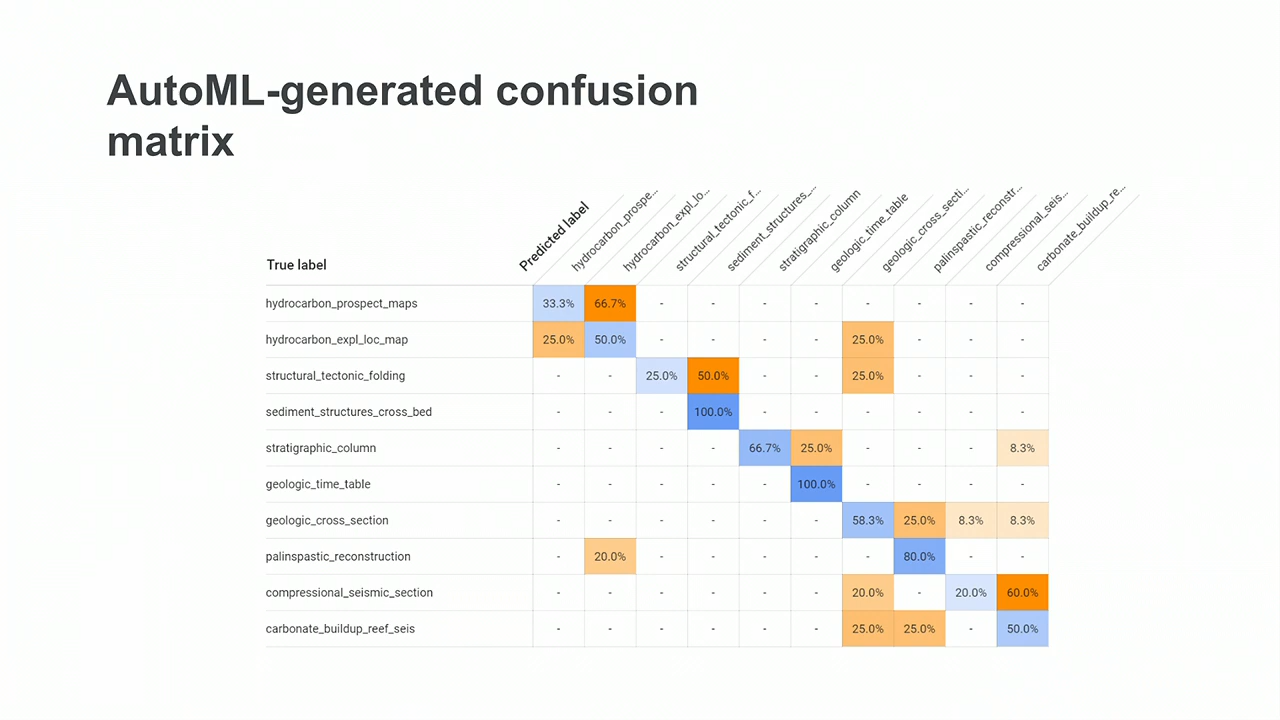 AutoML-generated confusion
matrix
Predicted label
hydrocarbon_prospe...
hydrocarbon_expl_lo...
structural_tectonic_f...
sediment_structures_...
stratigraphic_column
geologic_time_table
geologic_cross_secti...
palinspastic_reconstr...
compressional_seis...
carbonate_buildup_re...
True label
hydrocarbon_prospect_maps 33.3% 66.7% - - - - - - - -
hydrocarbon_expl_loc_map 25.0% 50.0% - - - - 25.0% - - -
structural_tectonic_folding - - 25.0% 50.0% - - 25.0% - - -
sediment_structures_cross_bed - - - 100.0% - - - - - -
stratigraphic_column - - - - 66.7% 25.0% - - - 8.3%
geologic_time_table - - - - - 100.0% - - - -
geologic_cross_section - - - - - - 58.3% 25.0% 8.3% 8.3%
palinspastic_reconstruction - 20.0% - - - - - 80.0% - -
compressional_seismic_section - - - - - - 20.0% - 20.0% 60.0%
carbonate_buildup_reef_seis - - - - - - 25.0% 25.0% - 50.0%